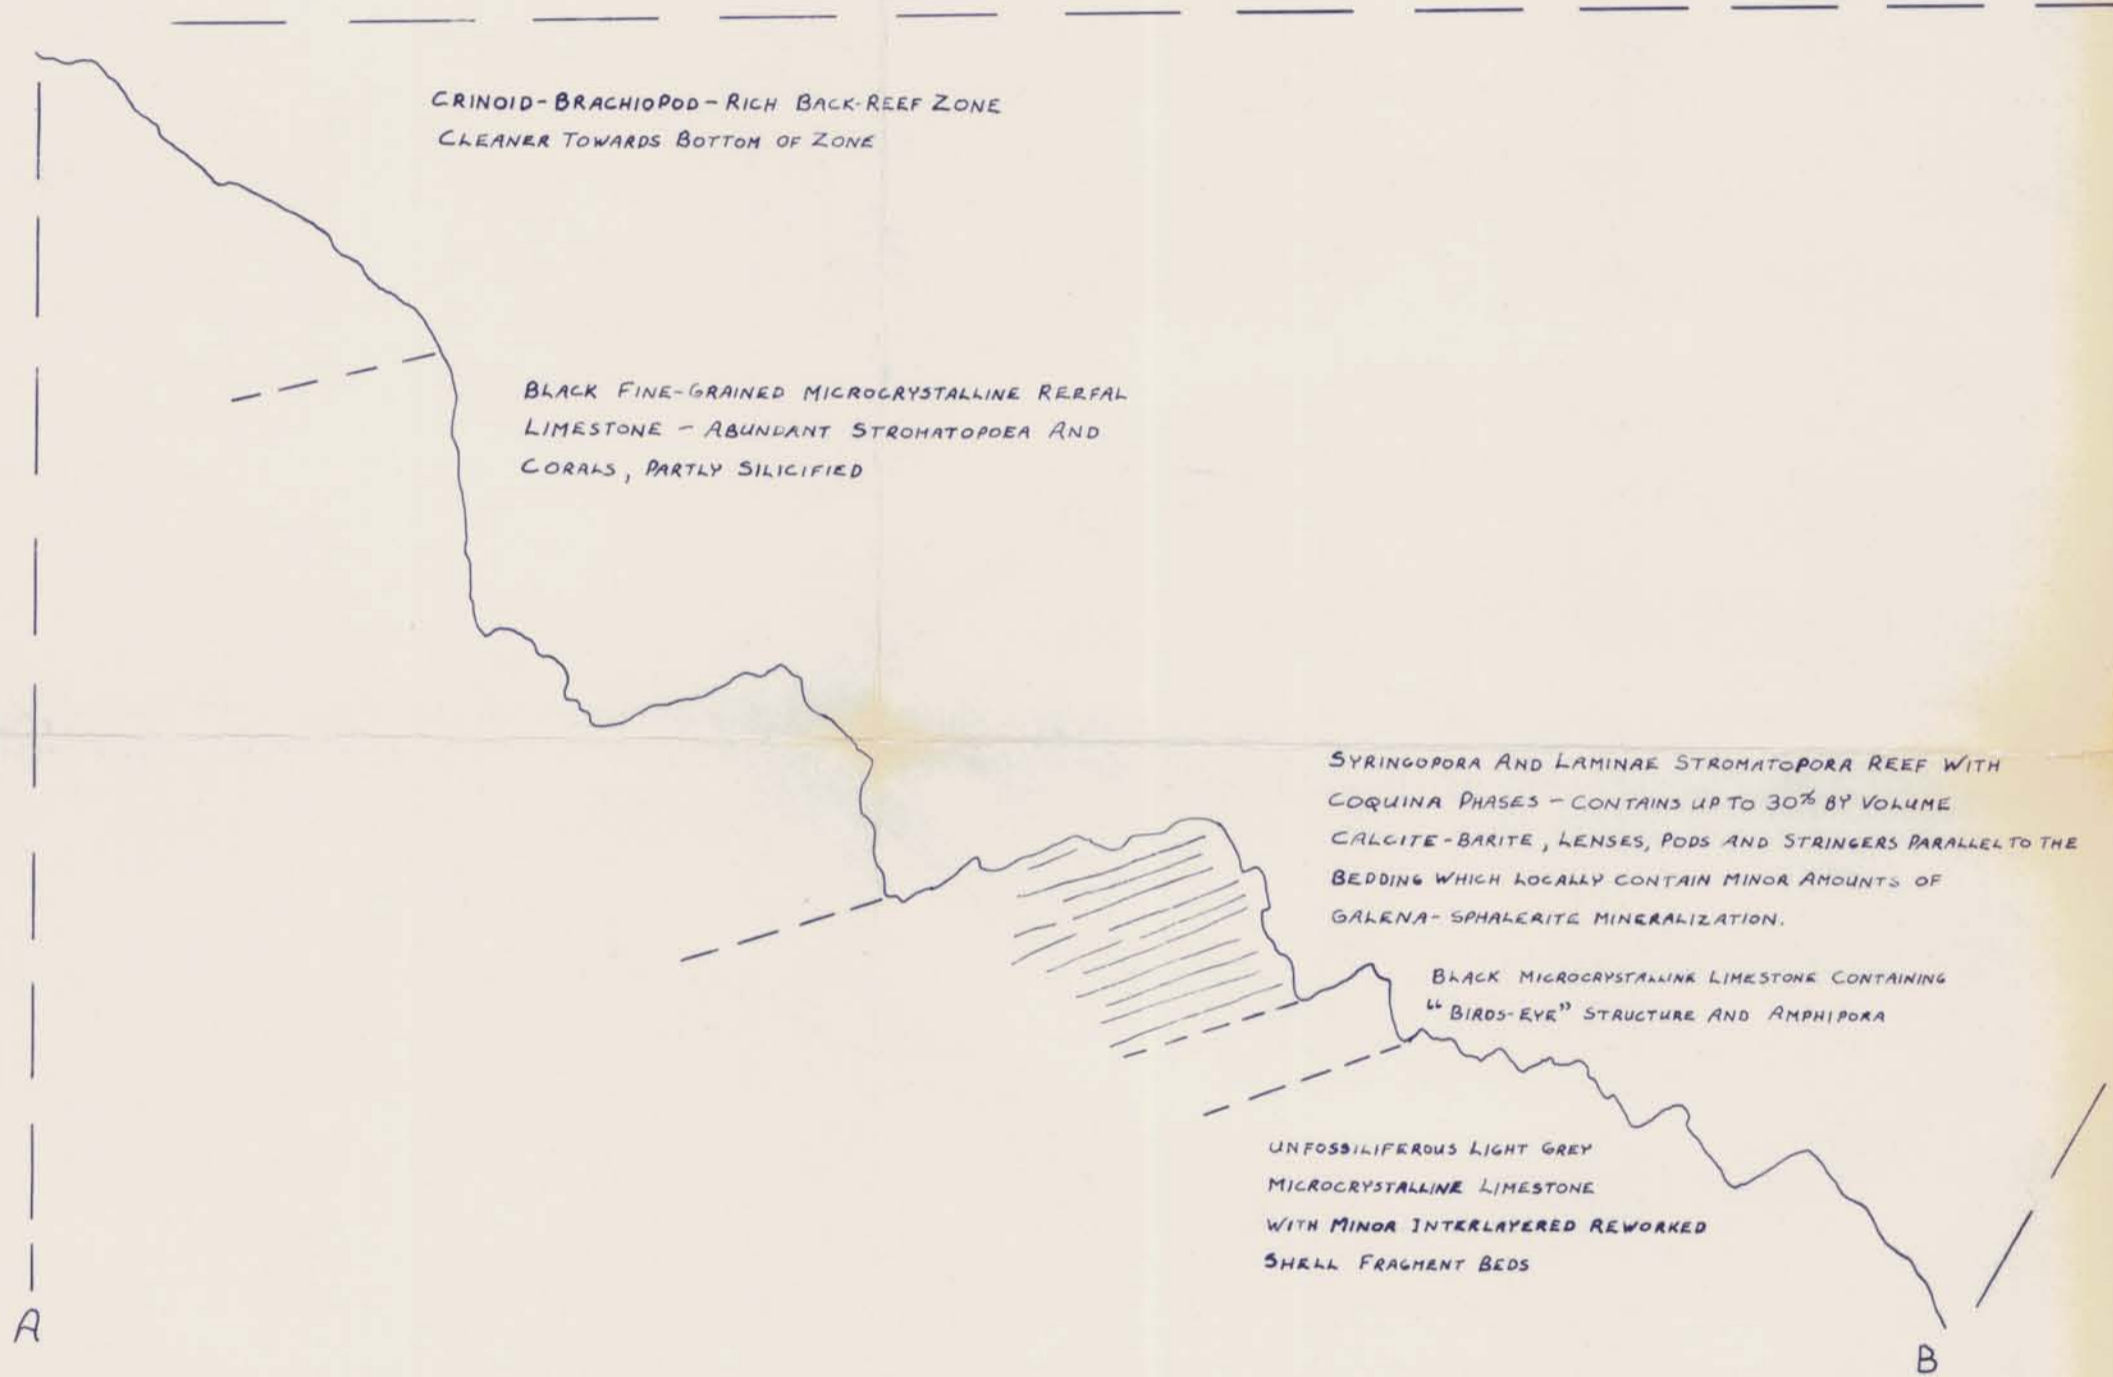 CRINOID-BRACHIOPOD-RICH BACK-REEF ZONE
CLEANER TOWARDS BOTTOM OF ZONE
BLACK FINE-GRAINED MICROCRYSTALLINE REEFAL
LIMESTONE - ABUNDANT STROMATOPOEA AND
CORALS, PARTLY SILICIFIED
SYRINGOPORA AND LAMINAE STROMATOPORA REEF WITH
COQUINA PHASES - CONTAINS UP TO 30% BY VOLUME
CALCITE-BARITE, LENSES, PODS AND STRINGERS PARALLEL TO THE
BEDDING WHICH LOCALLY CONTAIN MINOR AMOUNTS OF
GALENA-SPHALERITE MINERALIZATION.
BLACK MICROCRYSTALLINE LIMESTONE CONTAINING
"BIRDS-EYE" STRUCTURE AND AMPHIPORA
UNFOSSILIFEROUS LIGHT GREY
MICROCRYSTALLINE LIMESTONE
WITH MINOR INTERLAYERED REWORKED
SHELL FRAGMENT BEDS
A
B